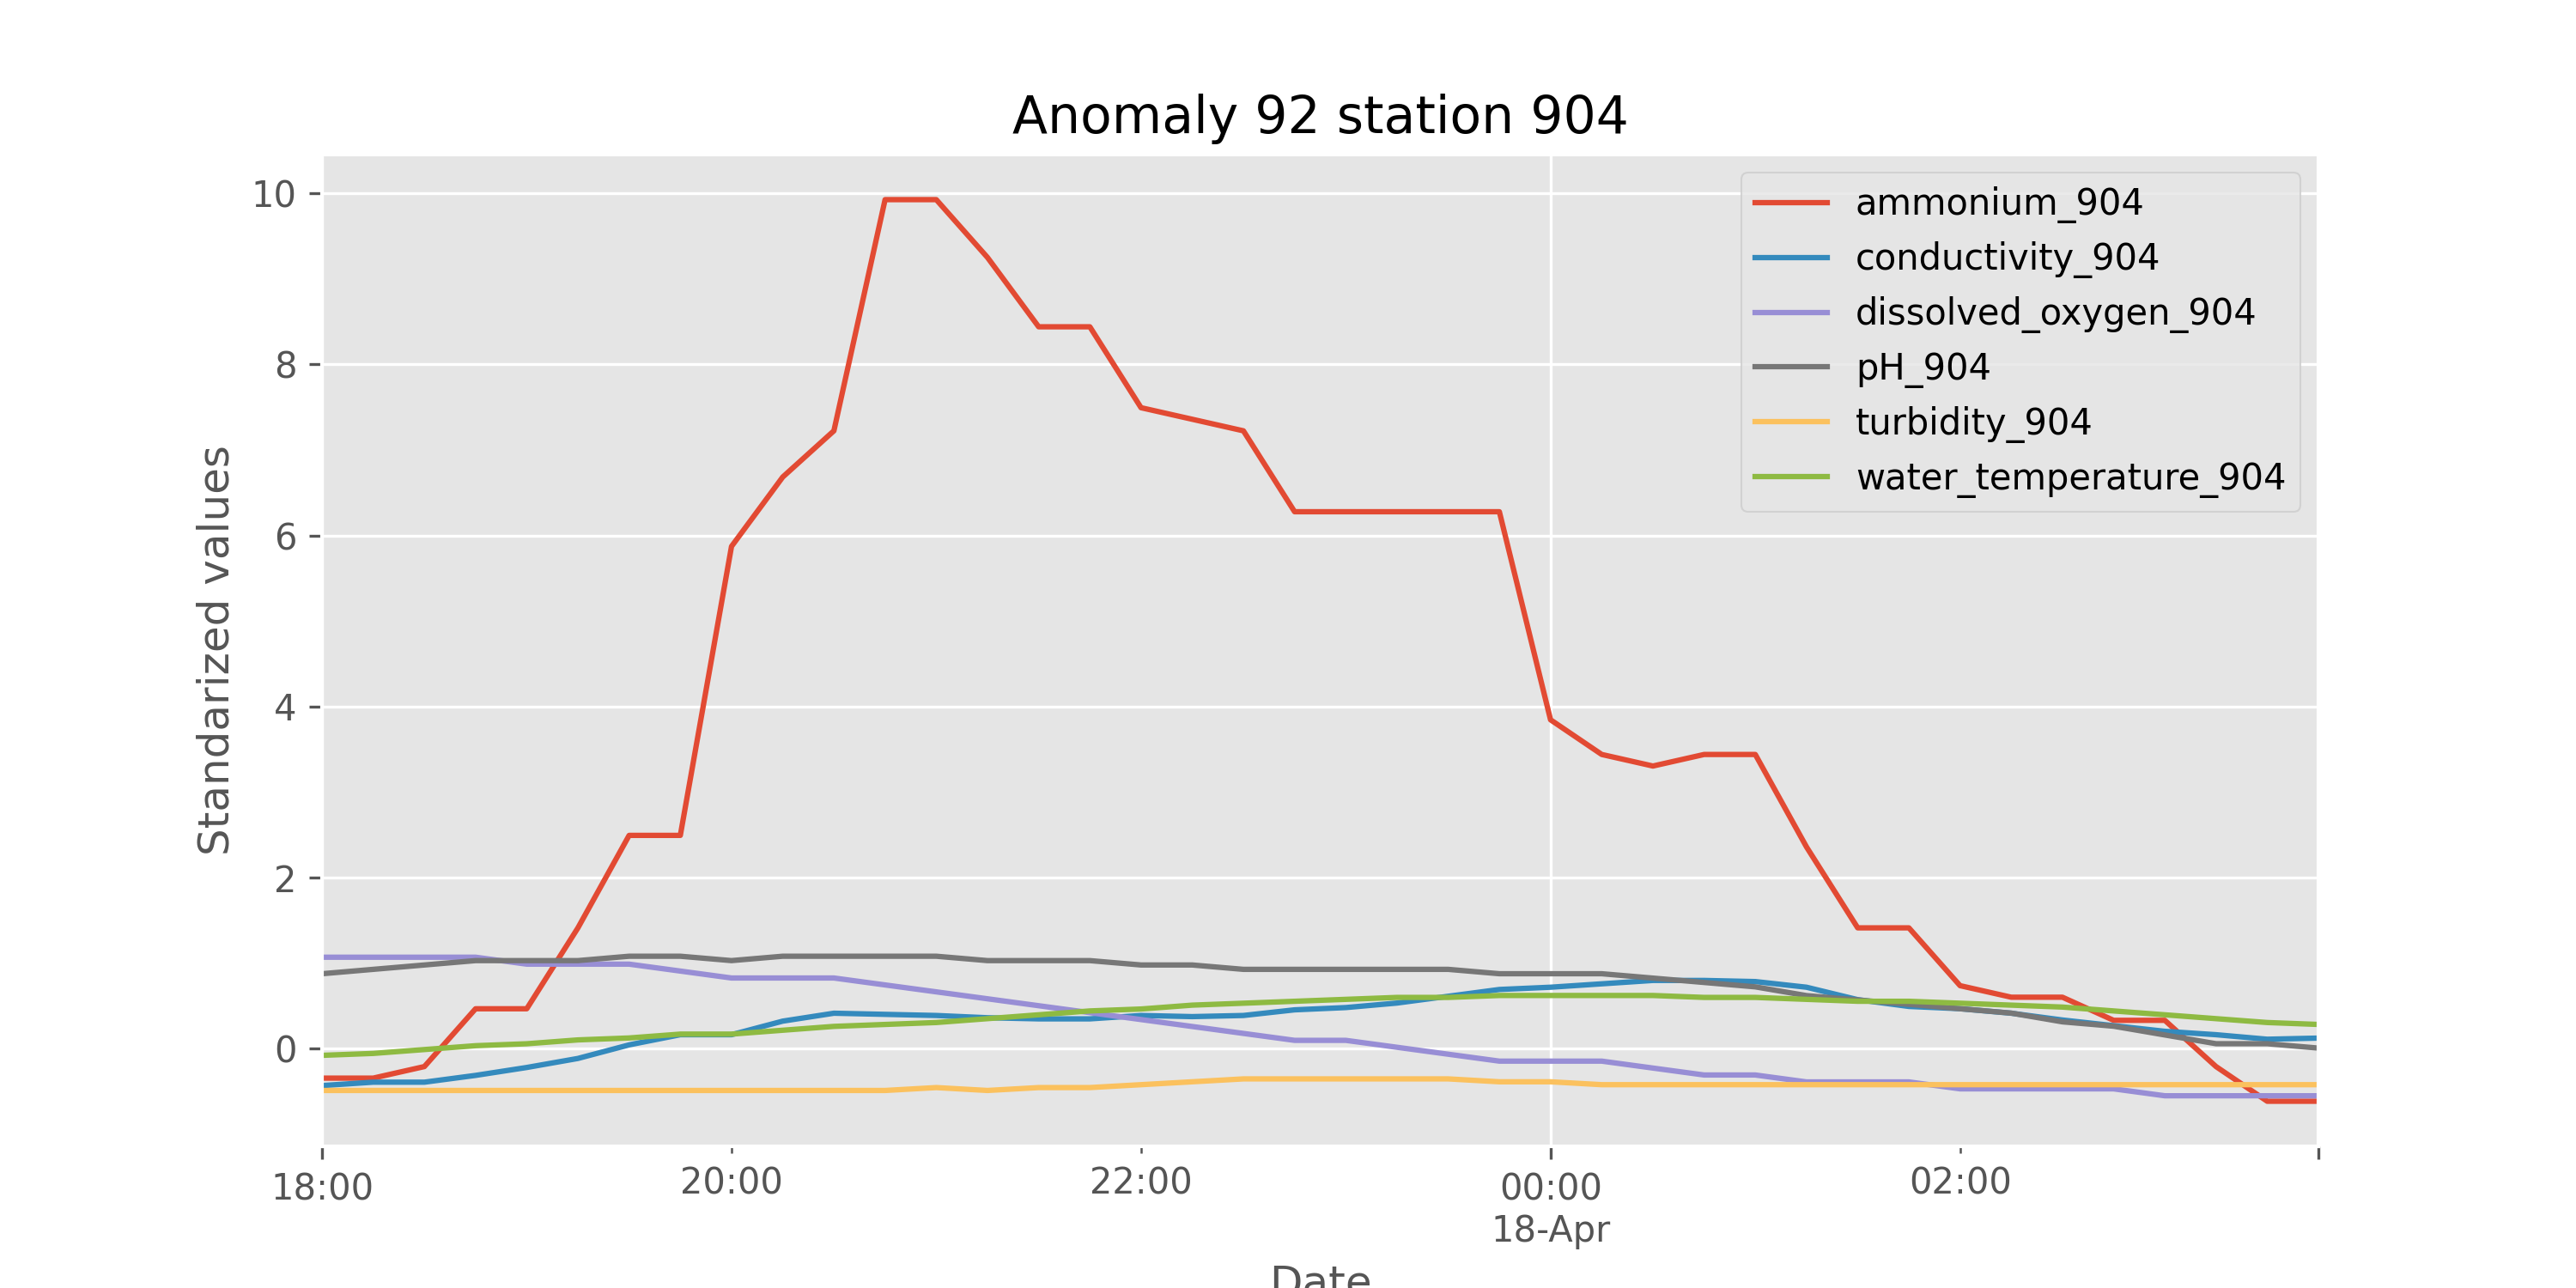 Anomaly 92 station 904
10
8
6
4
2
0
Standarized values
ammonium_904
conductivity_904
dissolved_oxygen_904
pH_904
turbidity_904
water_temperature_904
18:00 20:00 22:00 00:00 02:00
18-Apr
Date